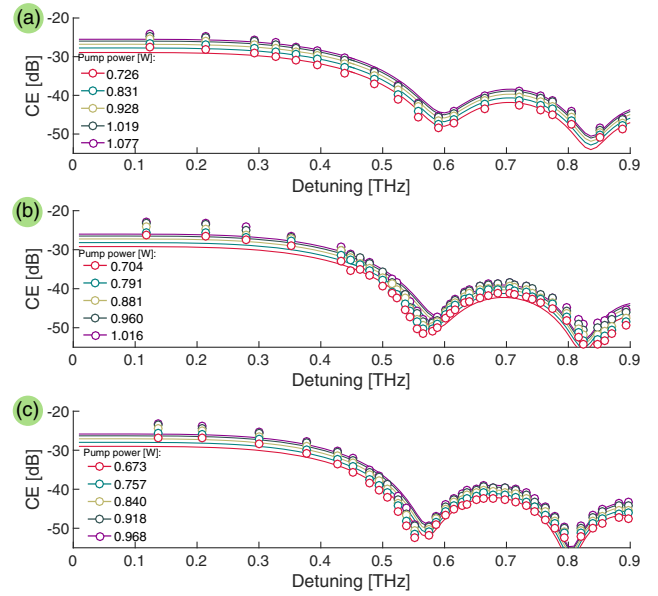 (a)
-20
-30
-40
-50
CE [dB]
Pump power [W]:
0.726
0.831
0.928
1.019
1.077
0 0.1 0.2 0.3 0.4 0.5 0.6 0.7 0.8 0.9
Detuning [THz]
(b)
-20
-30
-40
-50
CE [dB]
Pump power [W]:
0.704
0.791
0.881
0.960
1.016
0 0.1 0.2 0.3 0.4 0.5 0.6 0.7 0.8 0.9
Detuning [THz]
(c)
-20
-30
-40
-50
CE [dB]
Pump power [W]:
0.673
0.757
0.840
0.918
0.968
0 0.1 0.2 0.3 0.4 0.5 0.6 0.7 0.8 0.9
Detuning [THz]